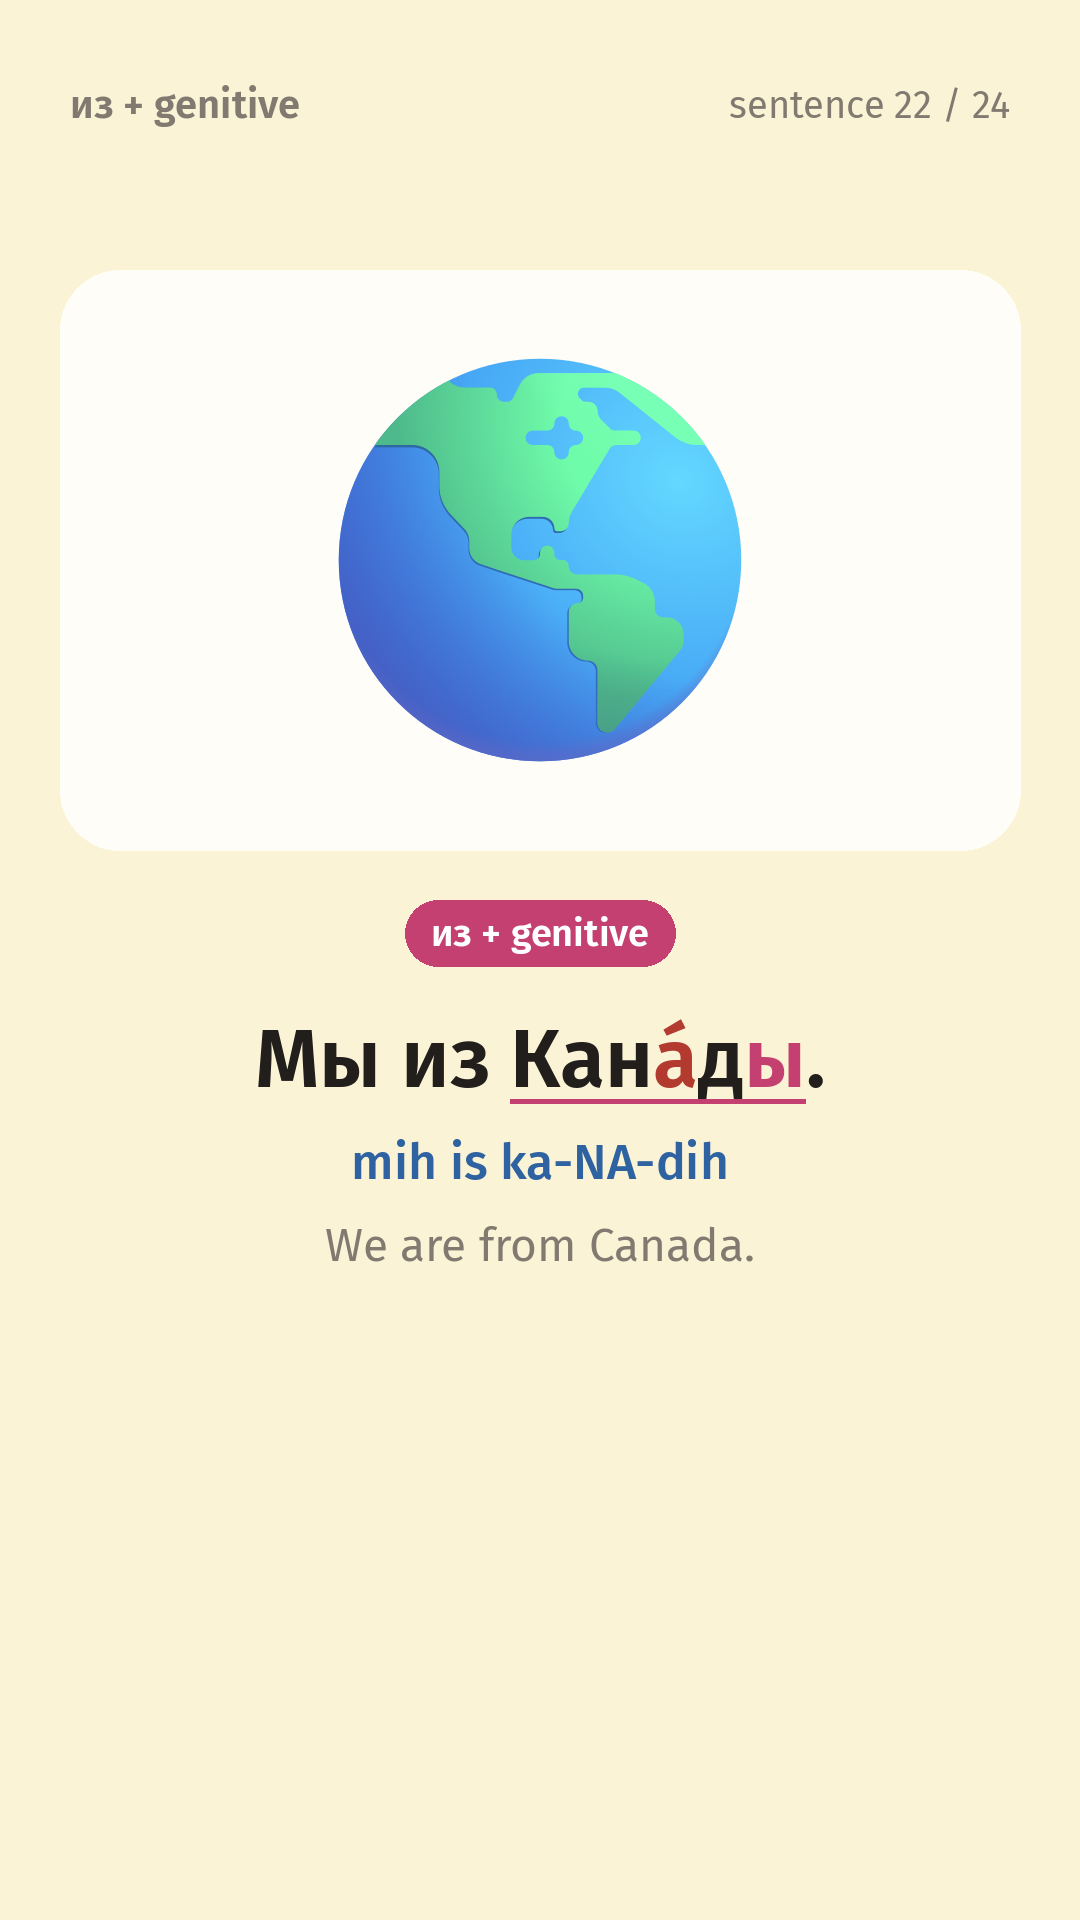 из + genitive
sentence 22 / 24
из + genitive
Мы из Кана́ды.
mih is ka-NA-dih
We are from Canada.